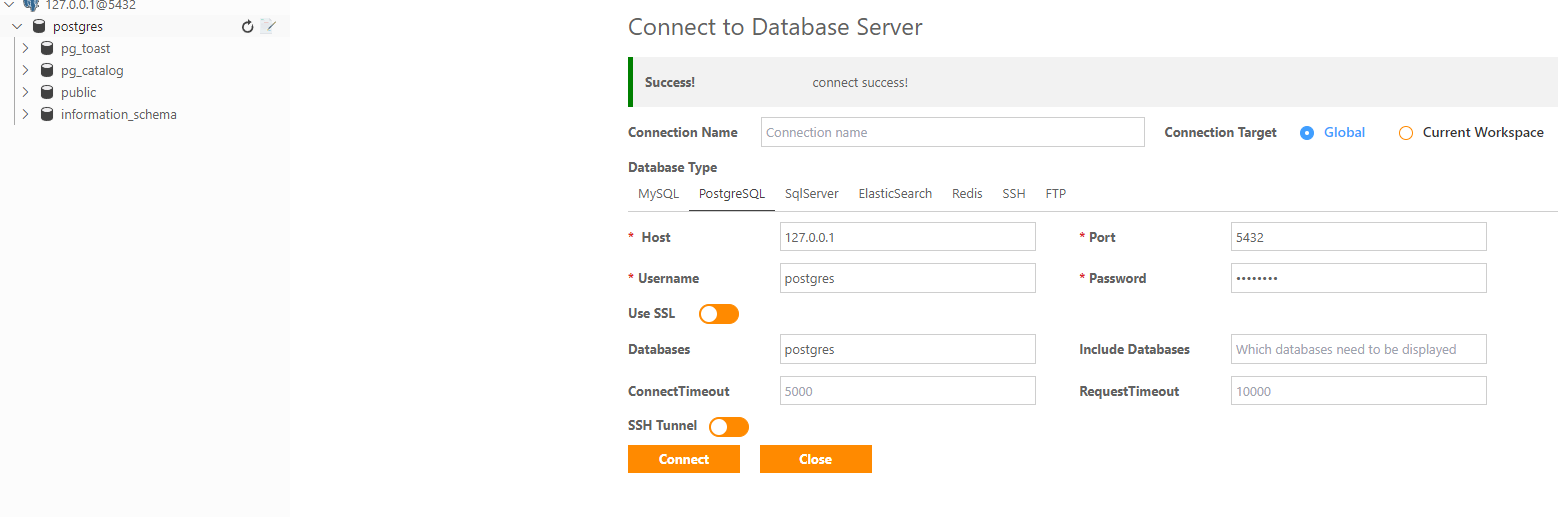 127.0.0.1@5432
postgres
pg_toast
pg_catalog
public
information_schema
Connect to Database Server
Success! connect success!
Connection Name Connection name Connection Target Global Current Workspace
Database Type
MySQL PostgreSQL SqlServer ElasticSearch Redis SSH FTP
* Host 127.0.0.1 * Port 5432
* Username postgres * Password ••••••••
Use SSL
Databases postgres Include Databases Which databases need to be displayed
ConnectTimeout 5000 RequestTimeout 10000
SSH Tunnel
Connect Close